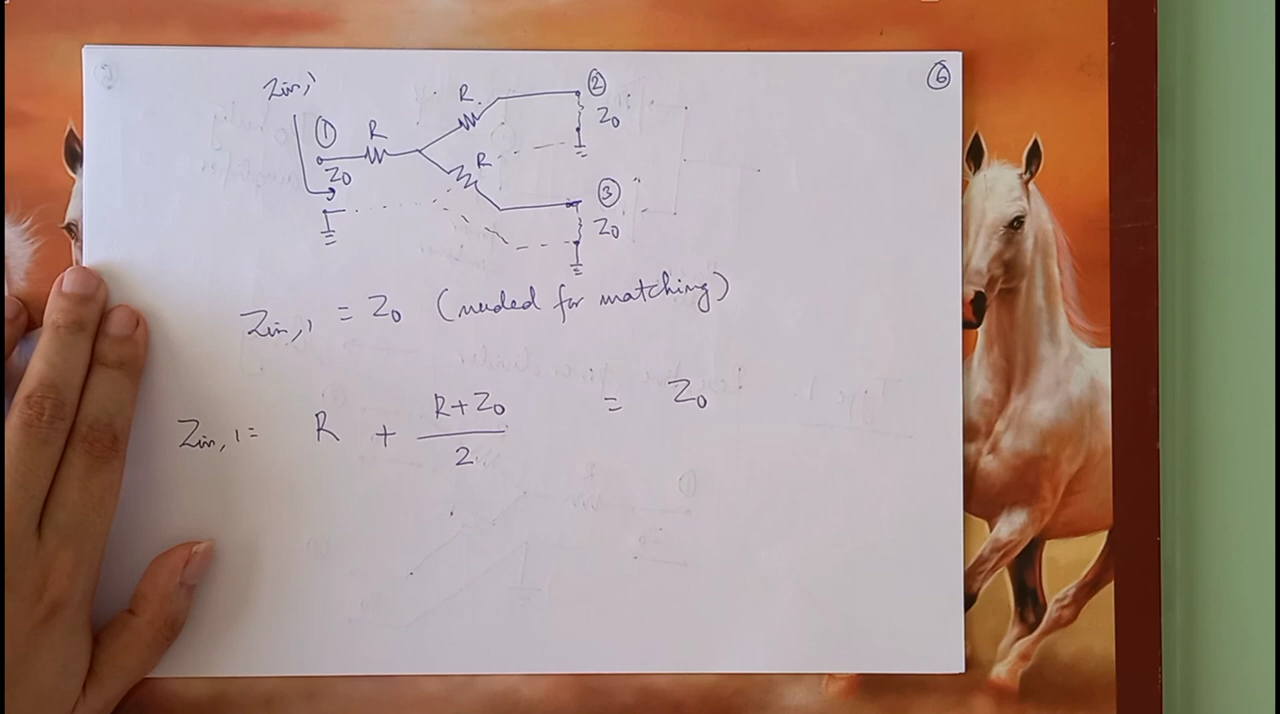 ⑥
Zin,1
①
R
Z0
R
②
Z0
R
③
Z0
Zin,1 = Z0 (needed for matching)
Zin,1 = R + (R+Z0)/2 = Z0